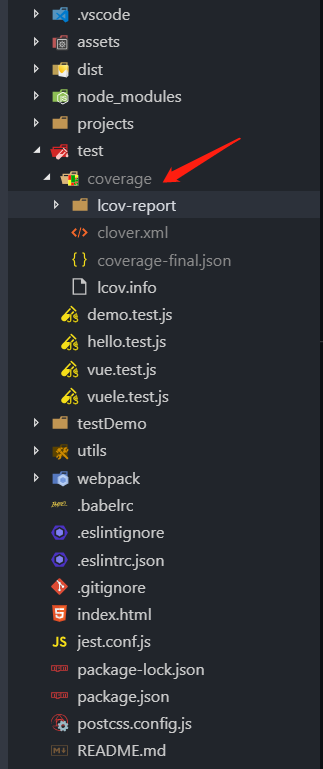 .vscode
assets
dist
node_modules
projects
test
coverage
lcov-report
clover.xml
coverage-final.json
lcov.info
demo.test.js
hello.test.js
vue.test.js
vuele.test.js
testDemo
utils
webpack
.babelrc
.eslintignore
.eslintrc.json
.gitignore
index.html
JS jest.conf.js
package-lock.json
package.json
postcss.config.js
README.md